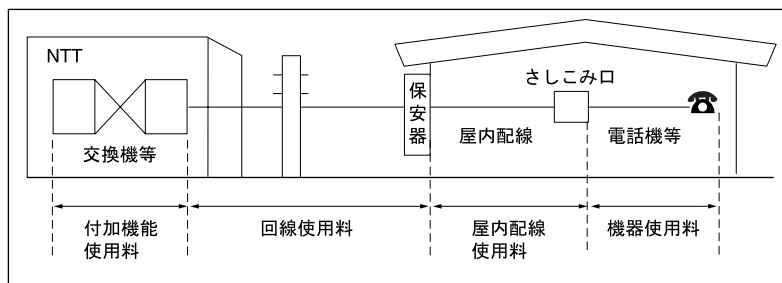 NTT
さしこみ口
保安器
交換機等
屋内配線
電話機等
付加機能
使用料
回線使用料
屋内配線
使用料
機器使用料